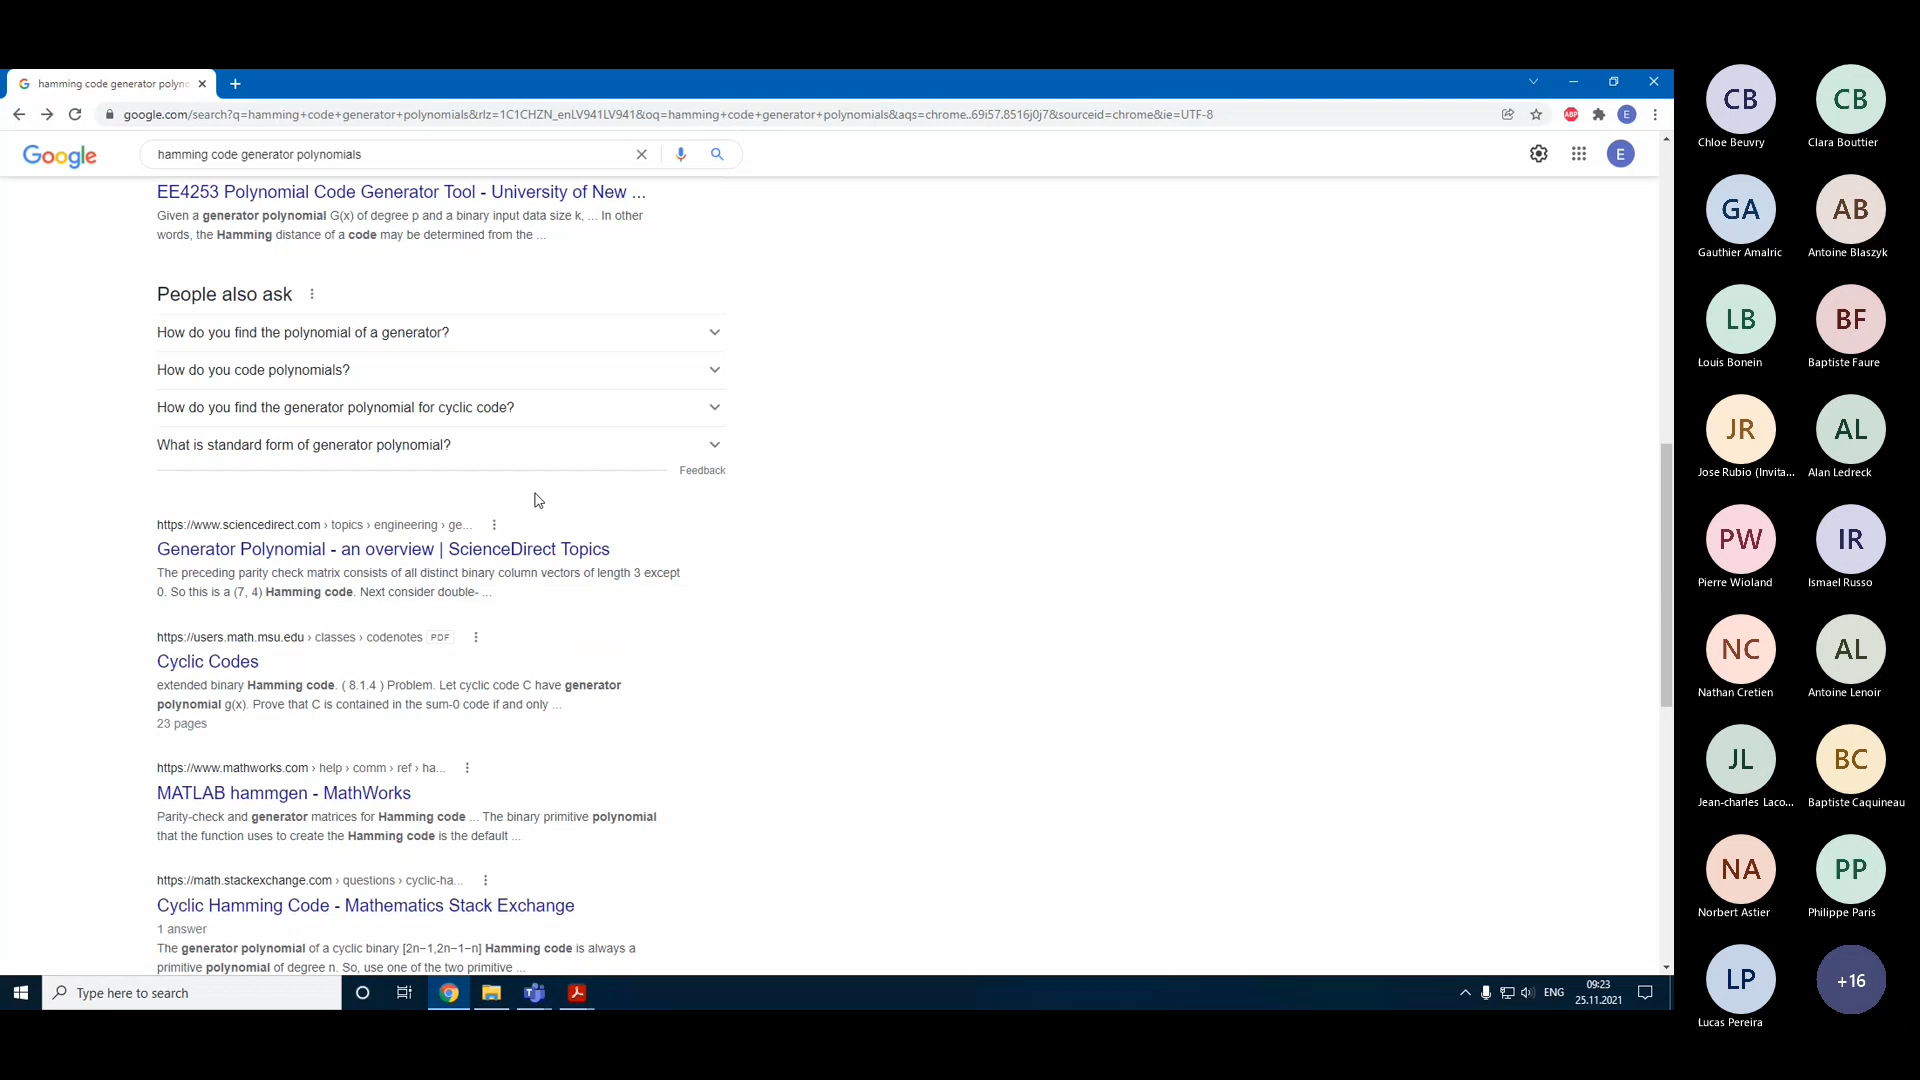 hamming code generator polyno
google.com/search?q=hamming+code+generator+polynomials&rlz=1C1CHZN_enLV941LV941&oq=hamming+code+generator+polynomials&aqs=chrome..69i57.8516j0j7&sourceid=chrome&ie=UTF-8
ABP
E
Google
hamming code generator polynomials
E
EE4253 Polynomial Code Generator Tool - University of New ...
Given a generator polynomial G(x) of degree p and a binary input data size k, ... In other
words, the Hamming distance of a code may be determined from the ...
People also ask
How do you find the polynomial of a generator?
How do you code polynomials?
How do you find the generator polynomial for cyclic code?
What is standard form of generator polynomial?
Feedback
https://www.sciencedirect.com › topics › engineering › ge...
Generator Polynomial - an overview | ScienceDirect Topics
The preceding parity check matrix consists of all distinct binary column vectors of length 3 except
0. So this is a (7, 4) Hamming code. Next consider double- ...
https://users.math.msu.edu › classes › codenotes PDF
Cyclic Codes
extended binary Hamming code. ( 8.1.4 ) Problem. Let cyclic code C have generator
polynomial g(x). Prove that C is contained in the sum-0 code if and only ...
23 pages
https://www.mathworks.com › help › comm › ref › ha...
MATLAB hammgen - MathWorks
Parity-check and generator matrices for Hamming code ... The binary primitive polynomial
that the function uses to create the Hamming code is the default ...
https://math.stackexchange.com › questions › cyclic-ha...
Cyclic Hamming Code - Mathematics Stack Exchange
1 answer
The generator polynomial of a cyclic binary [2n−1,2n−1−n] Hamming code is always a
primitive polynomial of degree n. So, use one of the two primitive ...
Type here to search
ENG
09:23
25.11.2021
CB CB
Chloe Beuvry Clara Bouttier
GA AB
Gauthier Amalric Antoine Blaszyk
LB BF
Louis Bonein Baptiste Faure
JR AL
Jose Rubio (Invita... Alan Ledreck
PW IR
Pierre Wioland Ismael Russo
NC AL
Nathan Cretien Antoine Lenoir
JL BC
Jean-charles Laco... Baptiste Caquineau
NA PP
Norbert Astier Philippe Paris
LP +16
Lucas Pereira